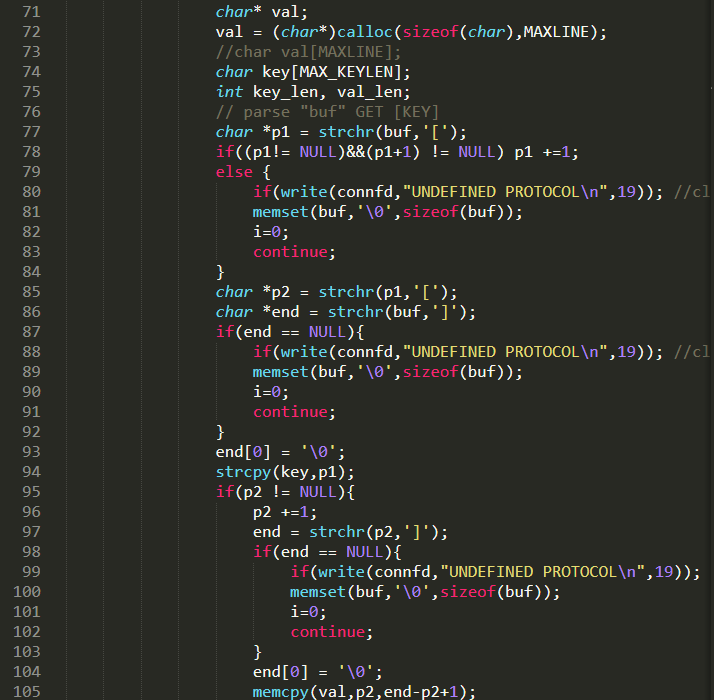 71 char* val;
72 val = (char*)calloc(sizeof(char),MAXLINE);
73 //char val[MAXLINE];
74 char key[MAX_KEYLEN];
75 int key_len, val_len;
76 // parse "buf" GET [KEY]
77 char *p1 = strchr(buf,'[');
78 if((p1!= NULL)&&(p1+1) != NULL) p1 +=1;
79 else {
80 if(write(connfd,"UNDEFINED PROTOCOL\n",19)); //cl
81 memset(buf,'\0',sizeof(buf));
82 i=0;
83 continue;
84 }
85 char *p2 = strchr(p1,'[');
86 char *end = strchr(buf,']');
87 if(end == NULL){
88 if(write(connfd,"UNDEFINED PROTOCOL\n",19)); //cl
89 memset(buf,'\0',sizeof(buf));
90 i=0;
91 continue;
92 }
93 end[0] = '\0';
94 strcpy(key,p1);
95 if(p2 != NULL){
96 p2 +=1;
97 end = strchr(p2,']');
98 if(end == NULL){
99 if(write(connfd,"UNDEFINED PROTOCOL\n",19));
100 memset(buf,'\0',sizeof(buf));
101 i=0;
102 continue;
103 }
104 end[0] = '\0';
105 memcpy(val,p2,end-p2+1);